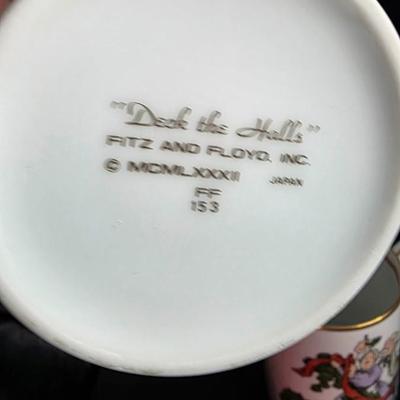 "Deck the Halls"
FITZ AND FLOYD, INC.
© MCMLXXXII JAPAN
FF
153